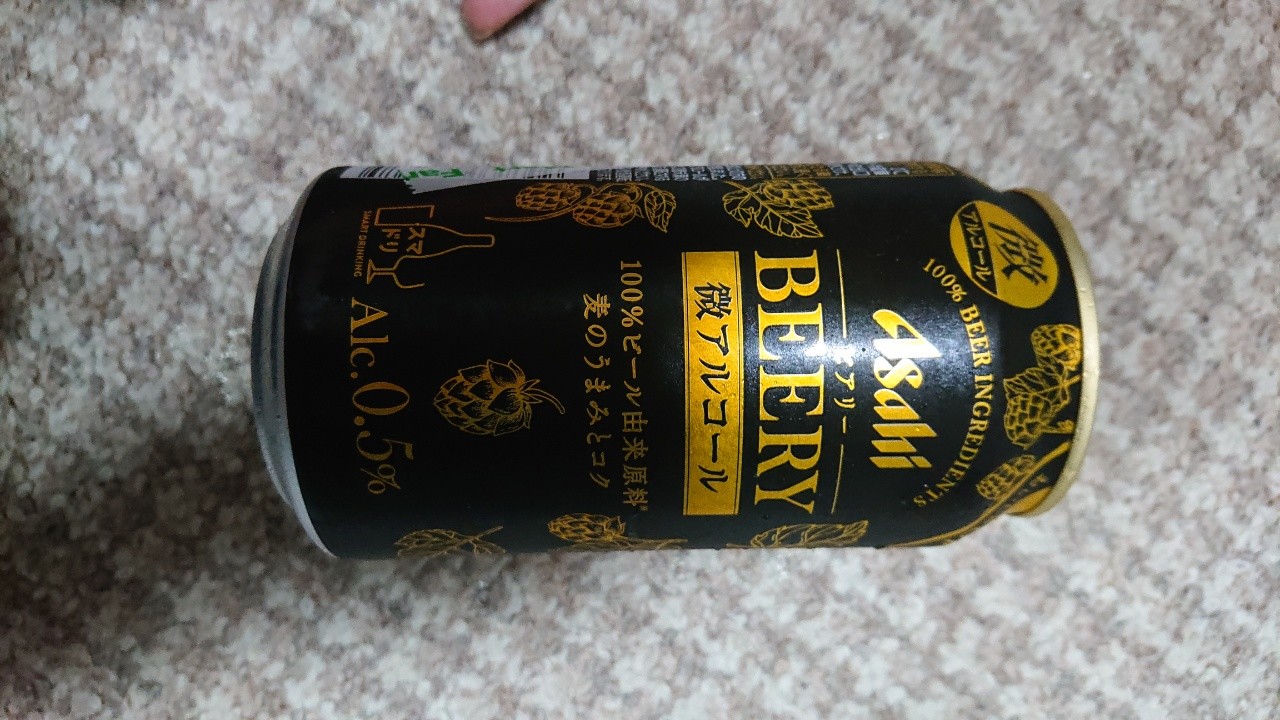 微
アルコール
100% BEER INGREDIENTS
Asahi
ビアリー
BEERY
微アルコール
100%ビール由来原料*
麦のうまみとコク
スマ
ドリ
SMART DRINKING
Alc.0.5%